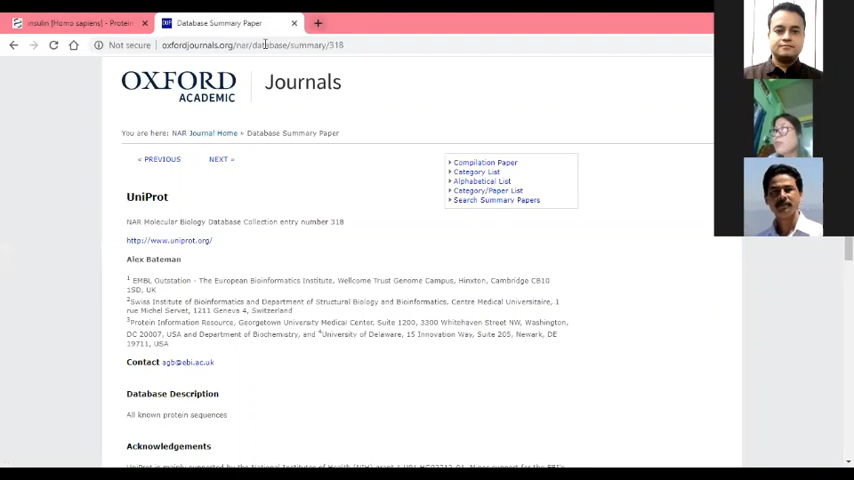 insulin [Homo sapiens] - Protein
Database Summary Paper
Not secure | oxfordjournals.org/nar/database/summary/318
OXFORD ACADEMIC
Journals
You are here: NAR Journal Home » Database Summary Paper
« PREVIOUS NEXT »
Compilation Paper
Category List
Alphabetical List
Category/Paper List
Search Summary Papers
UniProt
NAR Molecular Biology Database Collection entry number 318
http://www.uniprot.org/
Alex Bateman
1 EMBL Outstation - The European Bioinformatics Institute, Wellcome Trust Genome Campus, Hinxton, Cambridge CB10
1SD, UK
2Swiss Institute of Bioinformatics and Department of Structural Biology and Bioinformatics, Centre Medical Universitaire, 1
rue Michel Servet, 1211 Geneva 4, Switzerland
3Protein Information Resource, Georgetown University Medical Center, Suite 1200, 3300 Whitehaven Street NW, Washington,
DC 20007, USA and Department of Biochemistry, and 4University of Delaware, 15 Innovation Way, Suite 205, Newark, DE
19711, USA
Contact agb@ebi.ac.uk
Database Description
All known protein sequences
Acknowledgements